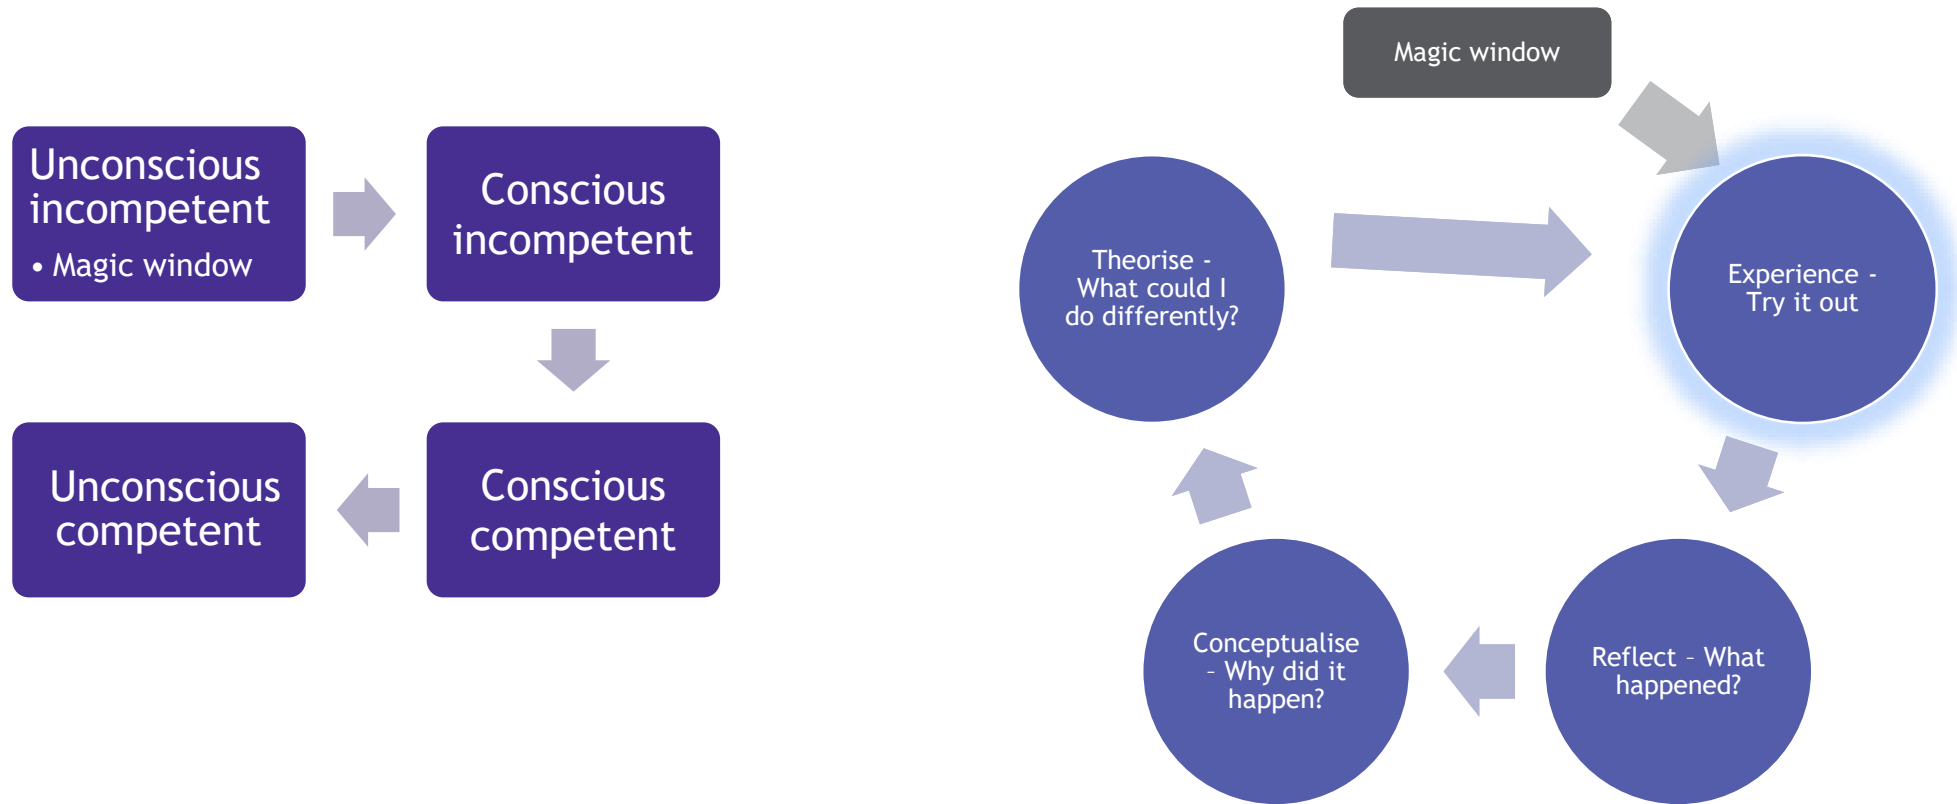 Unconscious
incompetent
• Magic window
Conscious
incompetent
Conscious
competent
Unconscious
competent
Magic window
Experience -
Try it out
Reflect – What
happened?
Conceptualise
– Why did it
happen?
Theorise -
What could I
do differently?